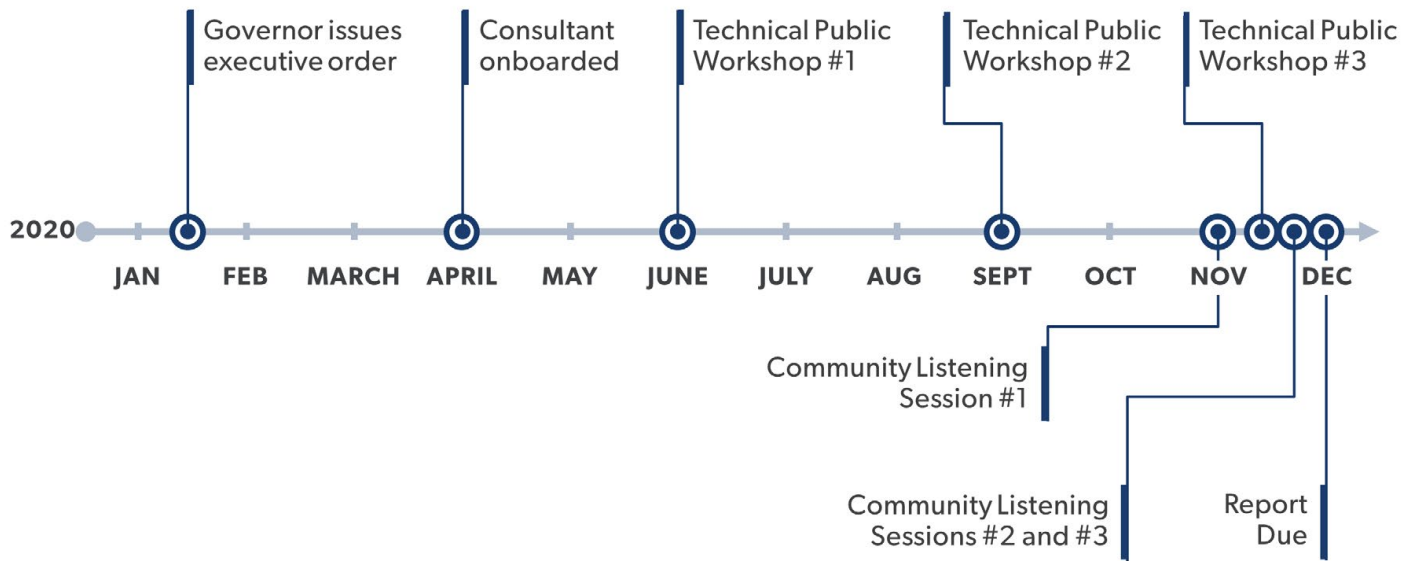 Governor issues
executive order
Consultant
onboarded
Technical Public
Workshop #1
Technical Public
Workshop #2
Technical Public
Workshop #3
2020
JAN
FEB
MARCH
APRIL
MAY
JUNE
JULY
AUG
SEPT
OCT
NOV
DEC
Community Listening
Session #1
Community Listening
Sessions #2 and #3
Report
Due